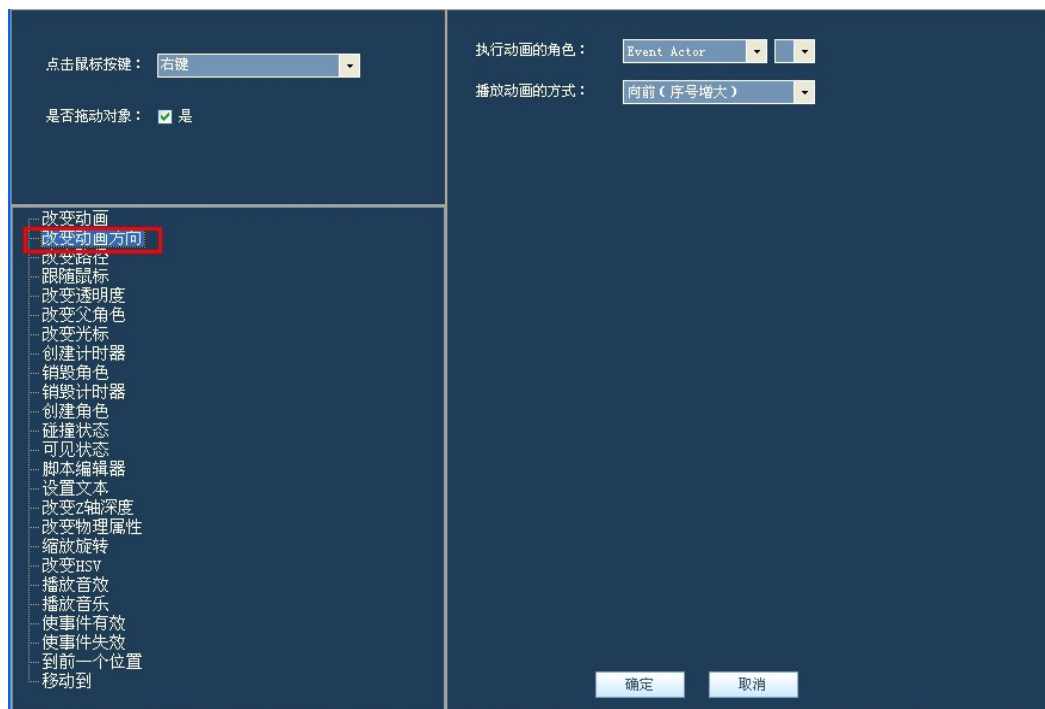 点击鼠标按键： 右键
是否拖动对象： 是
执行动画的角色： Event Actor
播放动画的方式： 向前（序号增大）
改变动画
改变动画方向
改变路径
跟随鼠标
改变透明度
改变父角色
改变光标
创建计时器
销毁角色
销毁计时器
创建角色
碰撞状态
可见状态
脚本编辑器
设置文本
改变Z轴深度
改变物理属性
缩放旋转
改变HSV
播放音效
播放音乐
使事件有效
使事件失效
到前一个位置
移动到
确定 取消